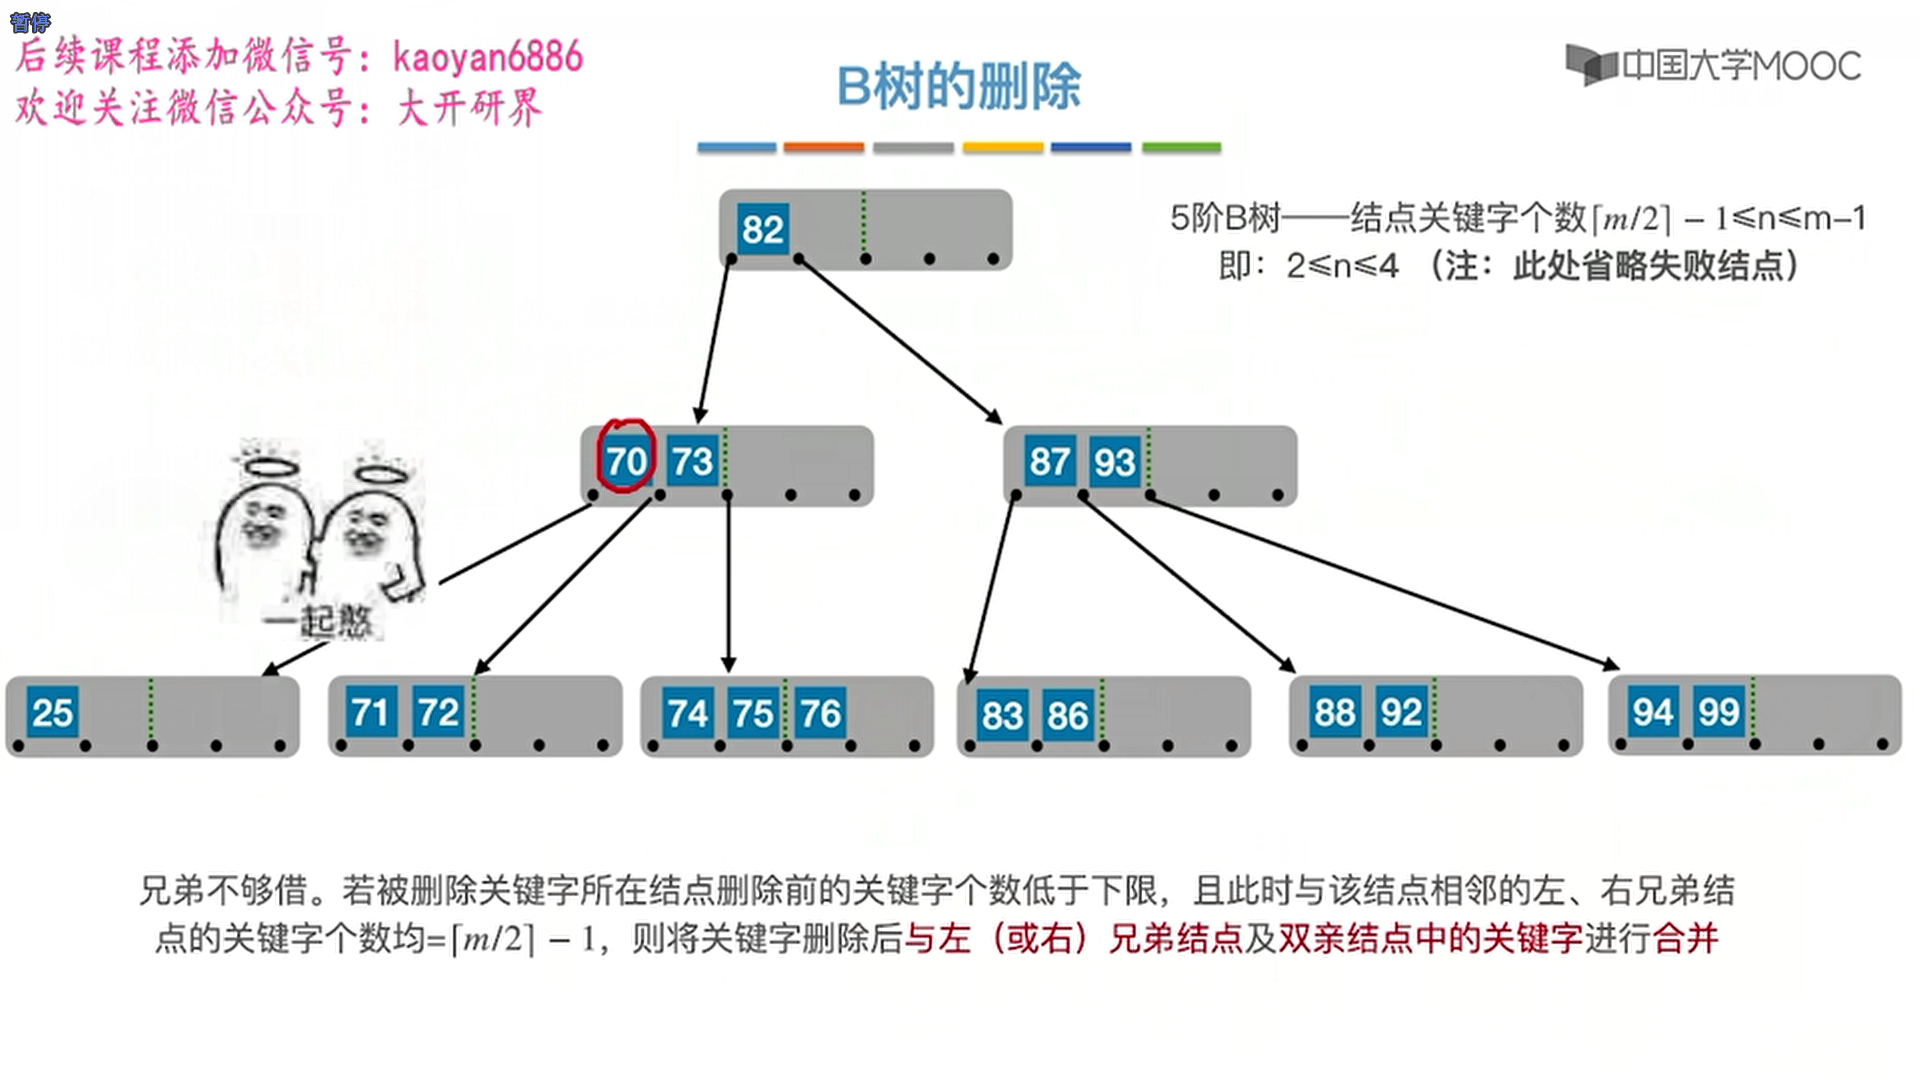 暂停
后续课程添加微信号：kaoyan6886
欢迎关注微信公众号：大开研界
B树的删除
中国大学MOOC
5阶B树——结点关键字个数⌈m/2⌉ − 1≤n≤m–1
即：2≤n≤4 （注：此处省略失败结点）
82
70 73
87 93
一起憨
25
71 72
74 75 76
83 86
88 92
94 99
兄弟不够借。若被删除关键字所在结点删除前的关键字个数低于下限，且此时与该结点相邻的左、右兄弟结
点的关键字个数均=⌈m/2⌉ − 1，则将关键字删除后与左（或右）兄弟结点及双亲结点中的关键字进行合并